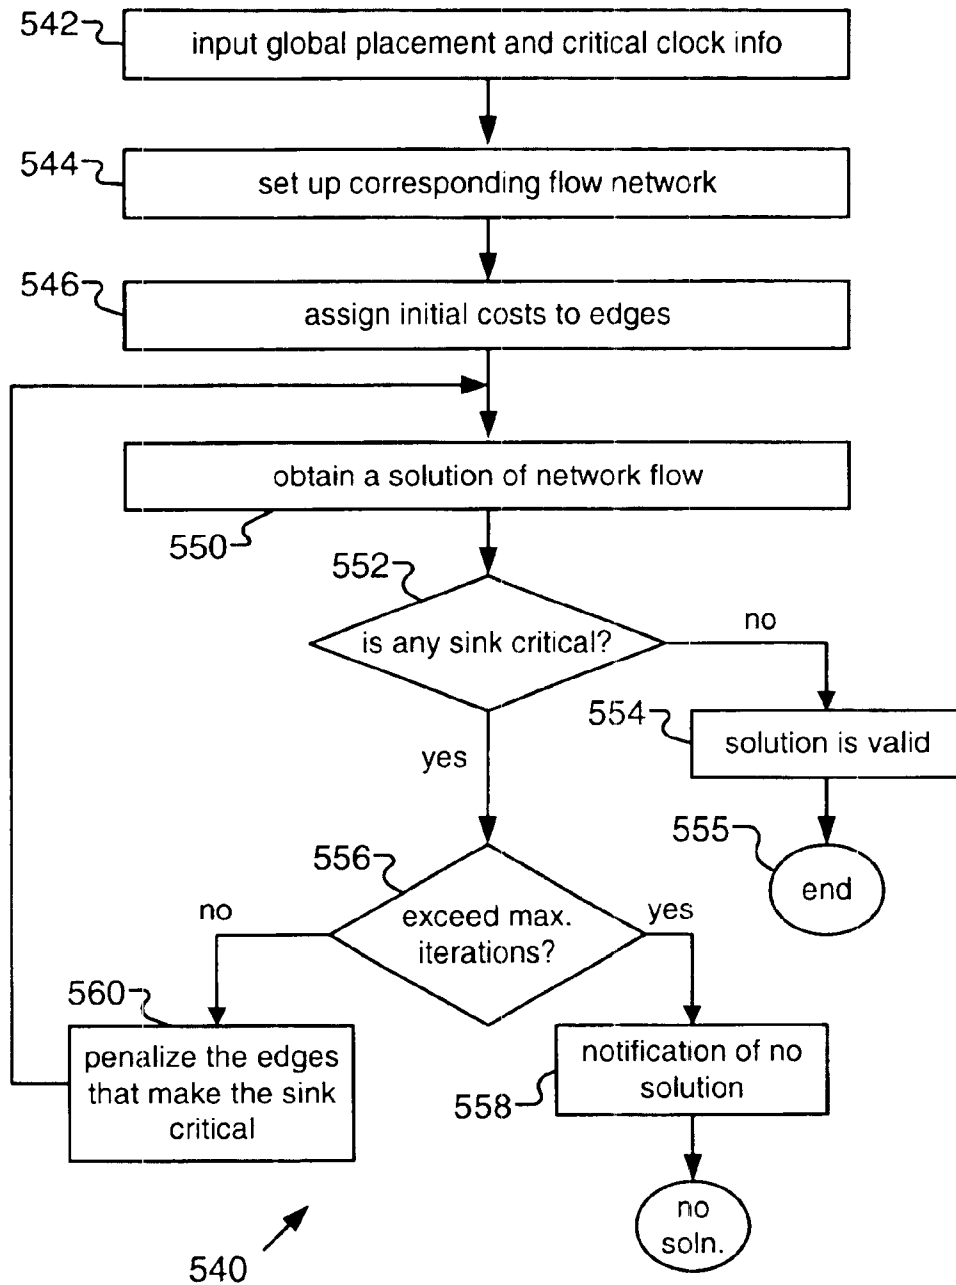 542
input global placement and critical clock info
544
set up corresponding flow network
546
assign initial costs to edges
obtain a solution of network flow
550
552
is any sink critical?
no
554
solution is valid
yes
555
end
556
exceed max.
iterations?
no
yes
560
penalize the edges
that make the sink
critical
notification of no
solution
558
no
soln.
540